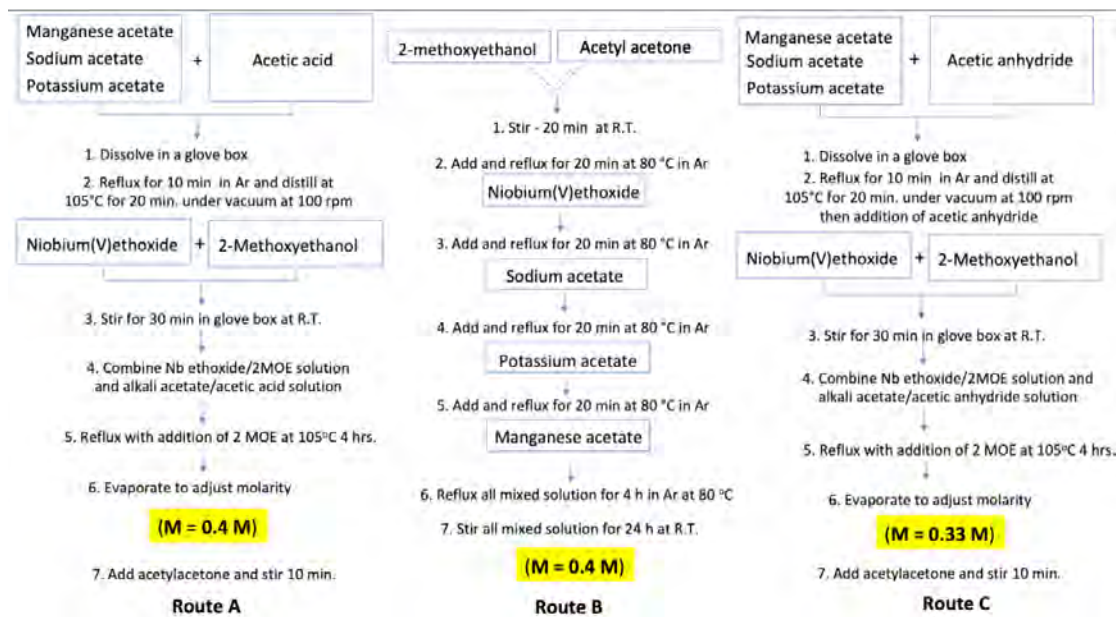 Manganese acetate
Sodium acetate
Potassium acetate
+
Acetic acid
1. Dissolve in a glove box
2. Reflux for 10 min in Ar and distill at
105°C for 20 min. under vacuum at 100 rpm
Niobium(V)ethoxide + 2-Methoxyethanol
3. Stir for 30 min in glove box at R.T.
4. Combine Nb ethoxide/2MOE solution
and alkali acetate/acetic acid solution
5. Reflux with addition of 2 MOE at 105ºC 4 hrs.
6. Evaporate to adjust molarity
(M = 0.4 M)
7. Add acetylacetone and stir 10 min.
Route A
2-methoxyethanol
Acetyl acetone
1. Stir - 20 min at R.T.
2. Add and reflux for 20 min at 80 °C in Ar
Niobium(V)ethoxide
3. Add and reflux for 20 min at 80 °C in Ar
Sodium acetate
4. Add and reflux for 20 min at 80 °C in Ar
Potassium acetate
5. Add and reflux for 20 min at 80 °C in Ar
Manganese acetate
6. Reflux all mixed solution for 4 h in Ar at 80 °C
7. Stir all mixed solution for 24 h at R.T.
(M = 0.4 M)
Route B
Manganese acetate
Sodium acetate
Potassium acetate
+
Acetic anhydride
1. Dissolve in a glove box
2. Reflux for 10 min in Ar and distill at
105°C for 20 min. under vacuum at 100 rpm
then addition of acetic anhydride
Niobium(V)ethoxide + 2-Methoxyethanol
3. Stir for 30 min in glove box at R.T.
4. Combine Nb ethoxide/2MOE solution and
alkali acetate/acetic anhydride solution
5. Reflux with addition of 2 MOE at 105ºC 4 hrs.
6. Evaporate to adjust molarity
(M = 0.33 M)
7. Add acetylacetone and stir 10 min.
Route C